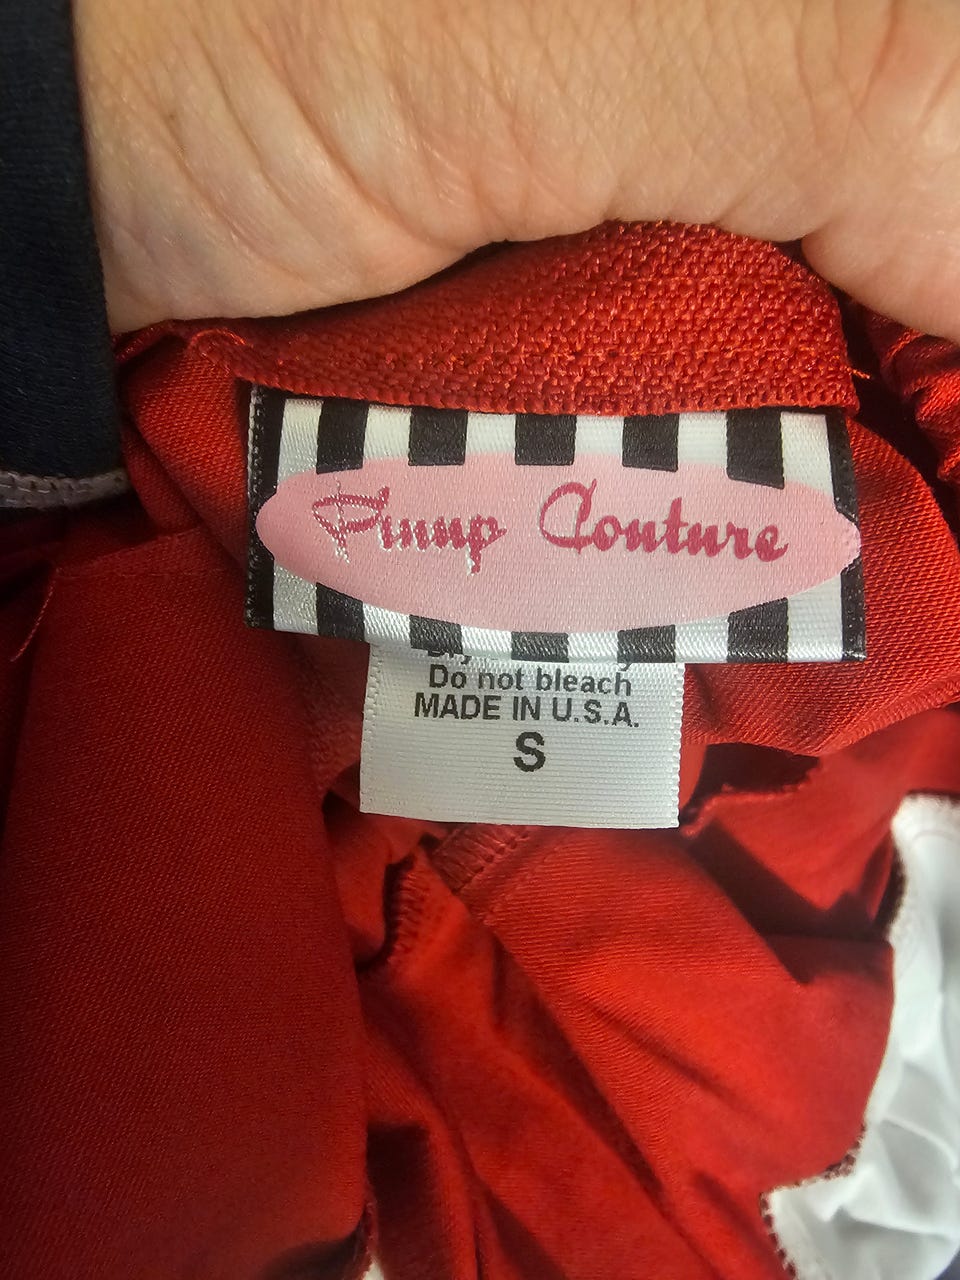 Pinup Couture
Do not bleach
MADE IN U.S.A.
S